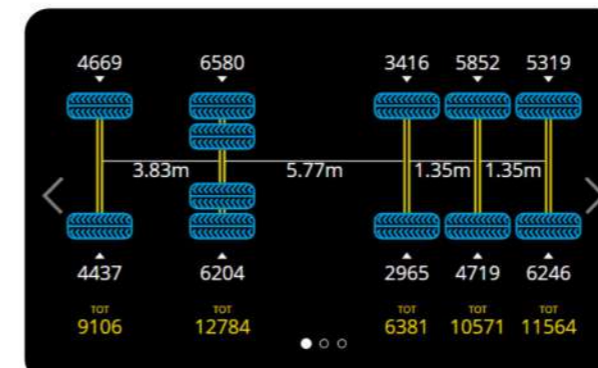 4669 6580 3416 5852 5319
3.83m 5.77m 1.35m 1.35m
4437 6204 2965 4719 6246
TOT TOT TOT TOT TOT
9106 12784 6381 10571 11564